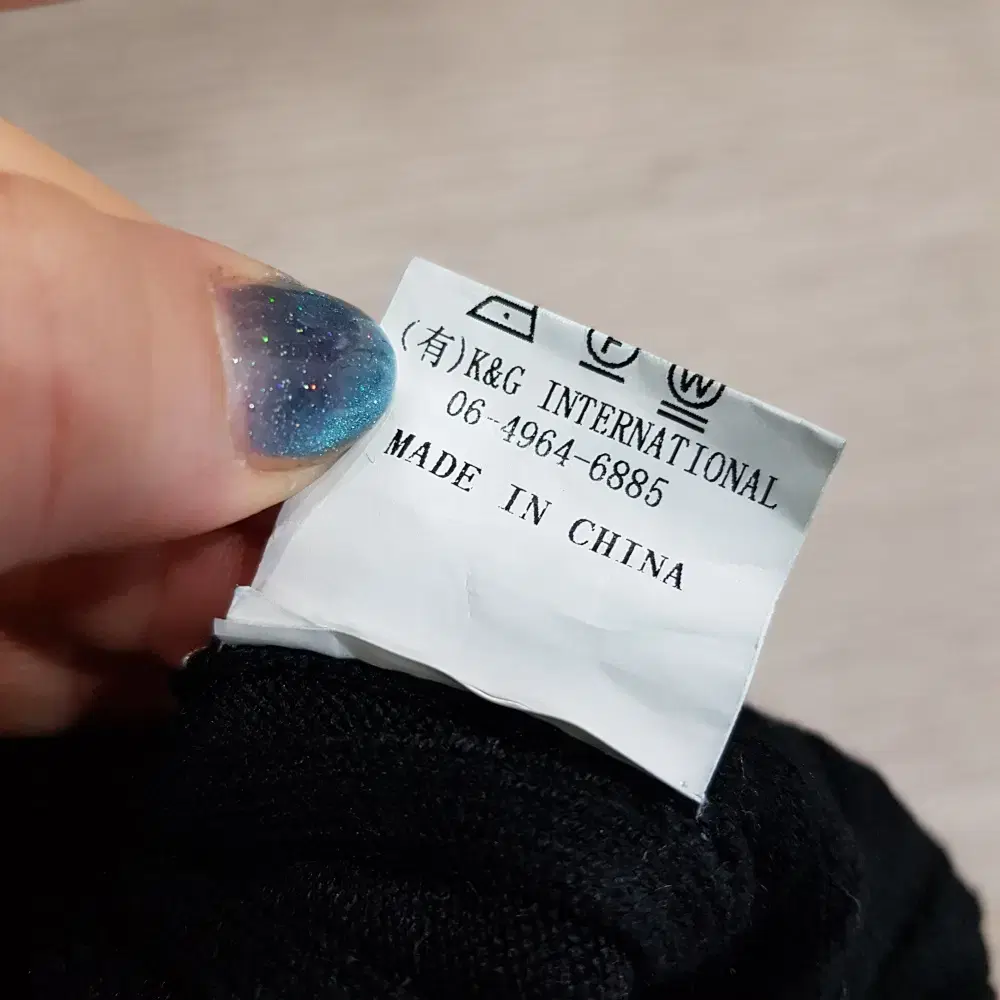 F
W
(有)K&G INTERNATIONAL
06-4964-6885
MADE IN CHINA